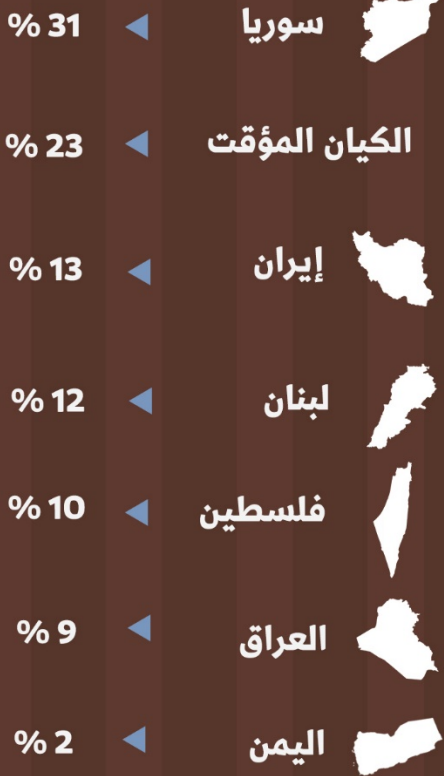 سوريا 31 %
الكيان المؤقت 23 %
إيران 13 %
لبنان 12 %
فلسطين 10 %
العراق 9 %
اليمن 2 %